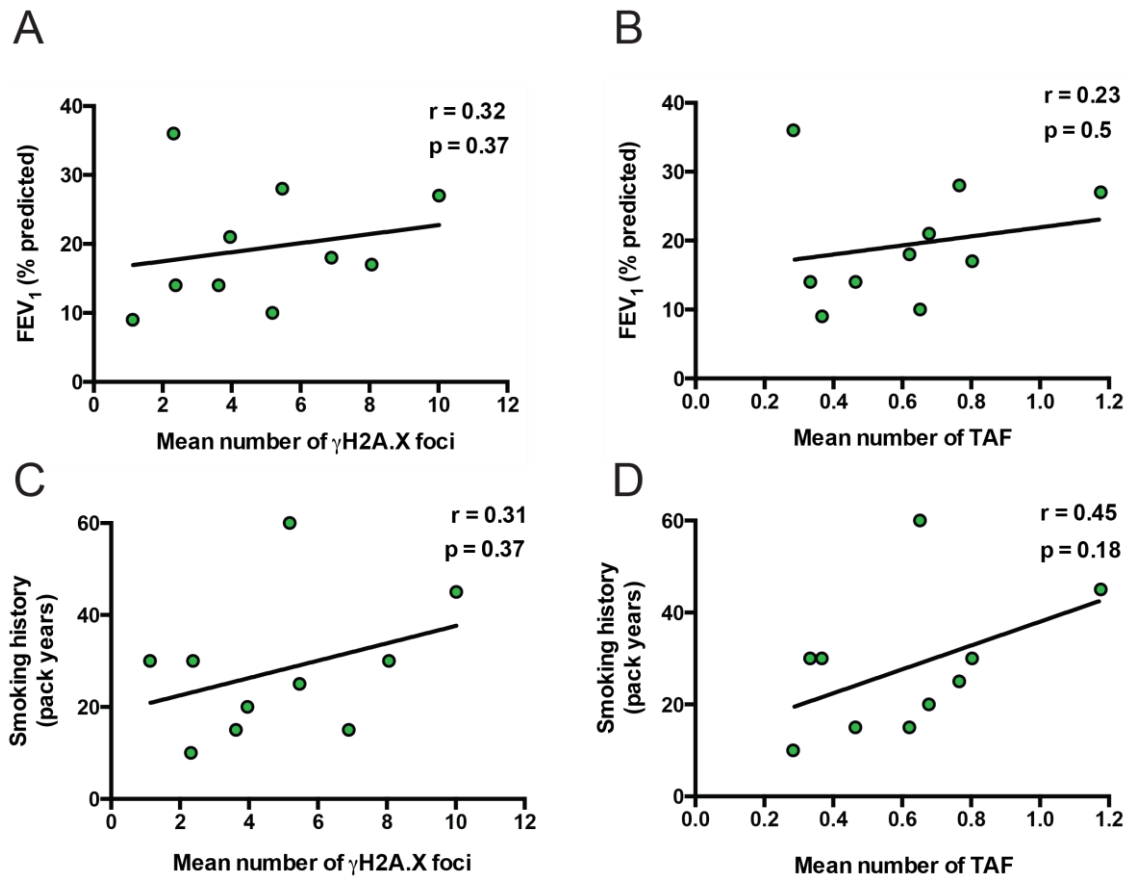 A
r = 0.32
p = 0.37
FEV₁ (% predicted)
40
30
20
10
0
0 2 4 6 8 10 12
Mean number of γH2A.X foci
B
r = 0.23
p = 0.5
FEV₁ (% predicted)
40
30
20
10
0
0.0 0.2 0.4 0.6 0.8 1.0 1.2
Mean number of TAF
C
r = 0.31
p = 0.37
Smoking history
(pack years)
60
40
20
0
0 2 4 6 8 10 12
Mean number of γH2A.X foci
D
r = 0.45
p = 0.18
Smoking history
(pack years)
60
40
20
0
0.0 0.2 0.4 0.6 0.8 1.0 1.2
Mean number of TAF